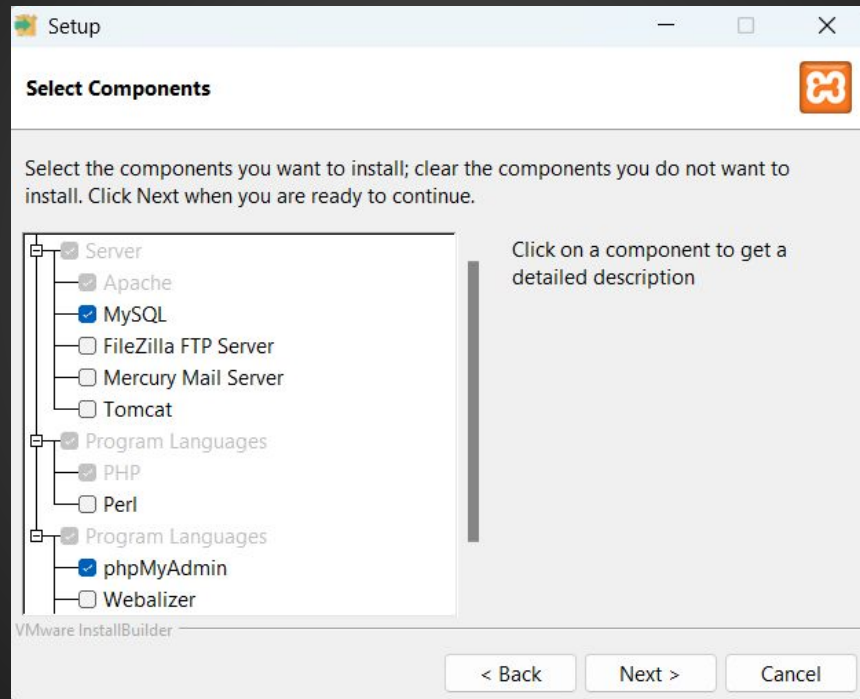 Setup
Select Components
Select the components you want to install; clear the components you do not want to
install. Click Next when you are ready to continue.
Server
Apache
MySQL
FileZilla FTP Server
Mercury Mail Server
Tomcat
Program Languages
PHP
Perl
Program Languages
phpMyAdmin
Webalizer
Click on a component to get a
detailed description
VMware InstallBuilder
< Back
Next >
Cancel